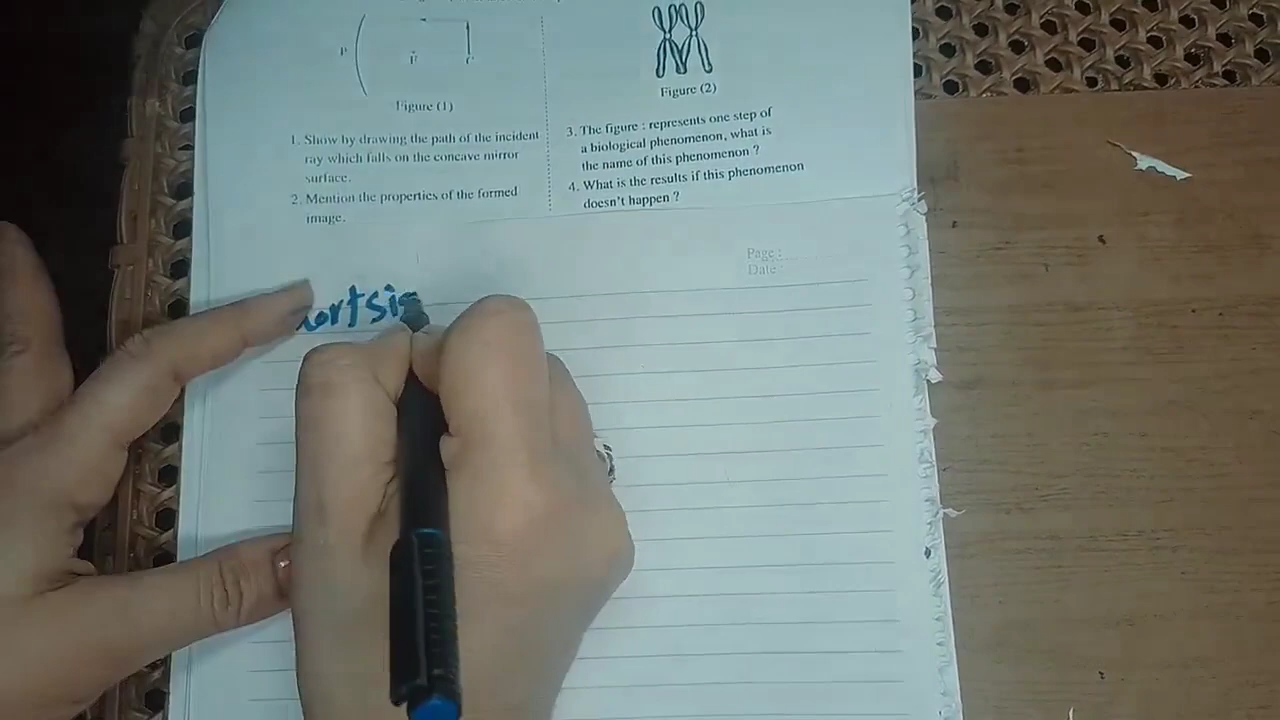 P
F
C
Figure (1)
1. Show by drawing the path of the incident
ray which falls on the concave mirror
surface.
2. Mention the properties of the formed
image.
Figure (2)
3. The figure : represents one step of
a biological phenomenon, what is
the name of this phenomenon ?
4. What is the results if this phenomenon
doesn't happen ?
Page :
Date :